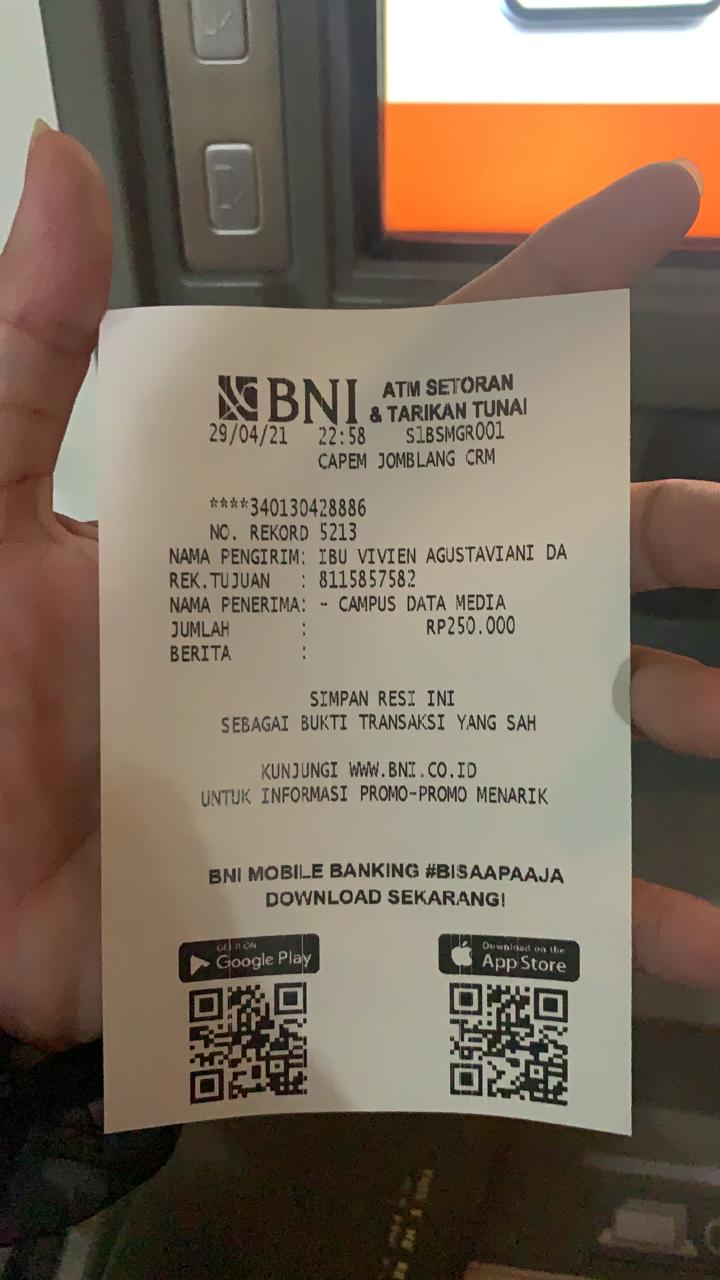 BNI ATM SETORAN
& TARIKAN TUNAI
29/04/21 22:58 S1BSMGR001
CAPEM JOMBLANG CRM
****340130428886
NO. REKORD 5213
NAMA PENGIRIM: IBU VIVIEN AGUSTAVIANI DA
REK.TUJUAN : 8115857582
NAMA PENERIMA: - CAMPUS DATA MEDIA
JUMLAH : RP250.000
BERITA :
SIMPAN RESI INI
SEBAGAI BUKTI TRANSAKSI YANG SAH
KUNJUNGI WWW.BNI.CO.ID
UNTUK INFORMASI PROMO-PROMO MENARIK
BNI MOBILE BANKING #BISAAPAAJA
DOWNLOAD SEKARANG!
GET IT ON
Google Play
Download on the
App Store